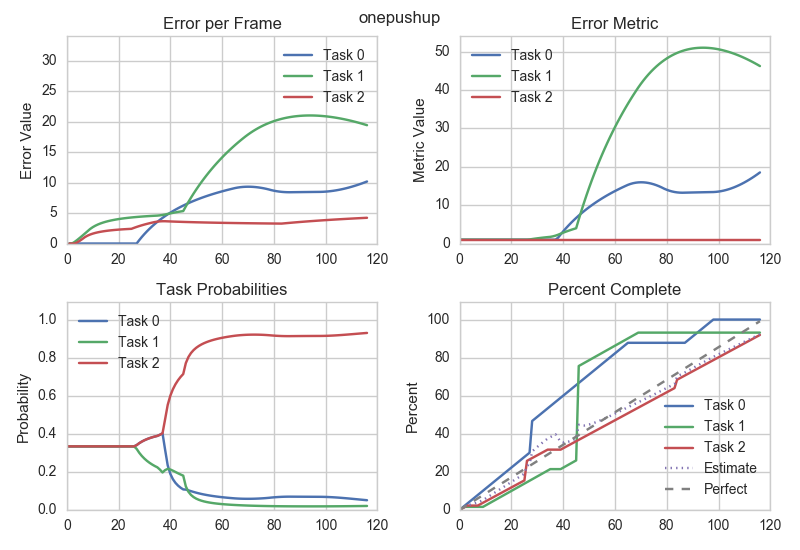 onepushup
Error per Frame
Error Value
30
25
20
15
10
5
0
0 20 40 60 80 100 120
Task 0
Task 1
Task 2
Error Metric
Metric Value
50
40
30
20
10
0
0 20 40 60 80 100 120
Task 0
Task 1
Task 2
Task Probabilities
Probability
1.0
0.8
0.6
0.4
0.2
0.0
0 20 40 60 80 100 120
Task 0
Task 1
Task 2
Percent Complete
Percent
100
80
60
40
20
0
0 20 40 60 80 100 120
Task 0
Task 1
Task 2
Estimate
Perfect